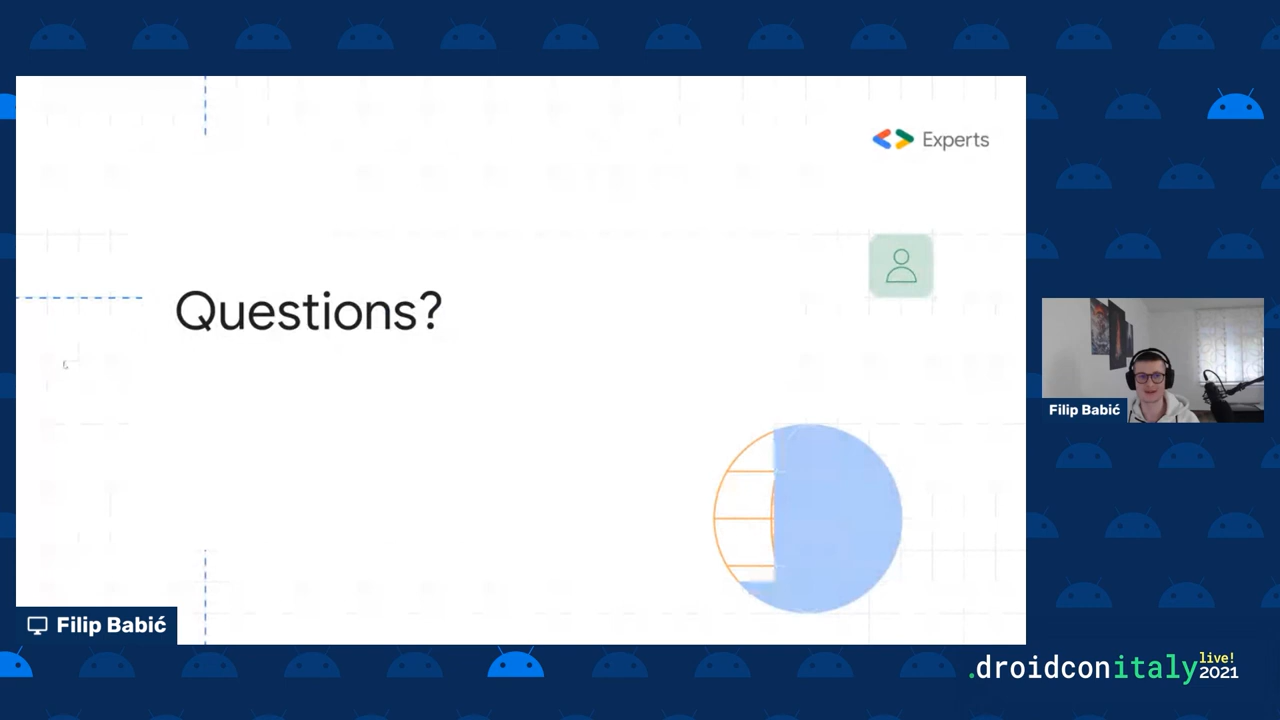 Experts
Questions?
Filip Babić
Filip Babić
.droidconitaly live! 2021